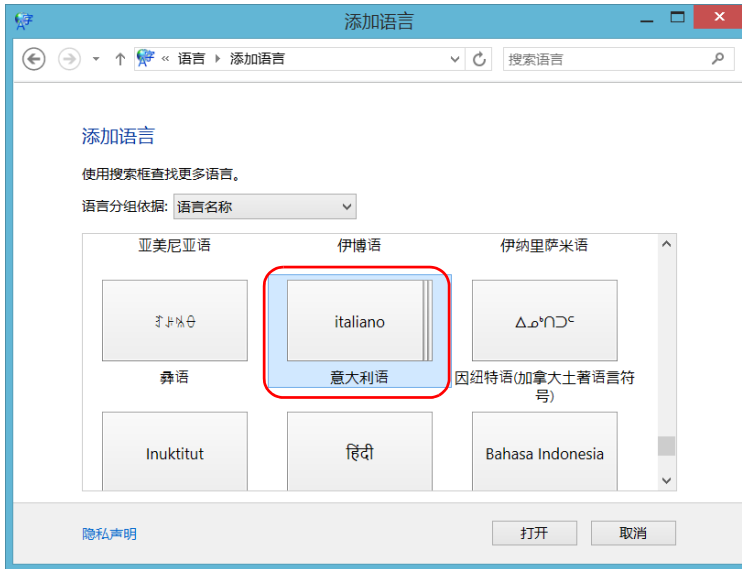 添加语言
« 语言 ▸ 添加语言
搜索语言
添加语言
使用搜索框查找更多语言。
语言分组依据: 语言名称
亚美尼亚语 伊博语 伊纳里萨米语
ꆈꌠꁱꂷ italiano ᐃᓄᒃᑎᑐᑦ
彝语 意大利语 因纽特语(加拿大土著语言符
号)
Inuktitut हिंदी Bahasa Indonesia
隐私声明 打开 取消